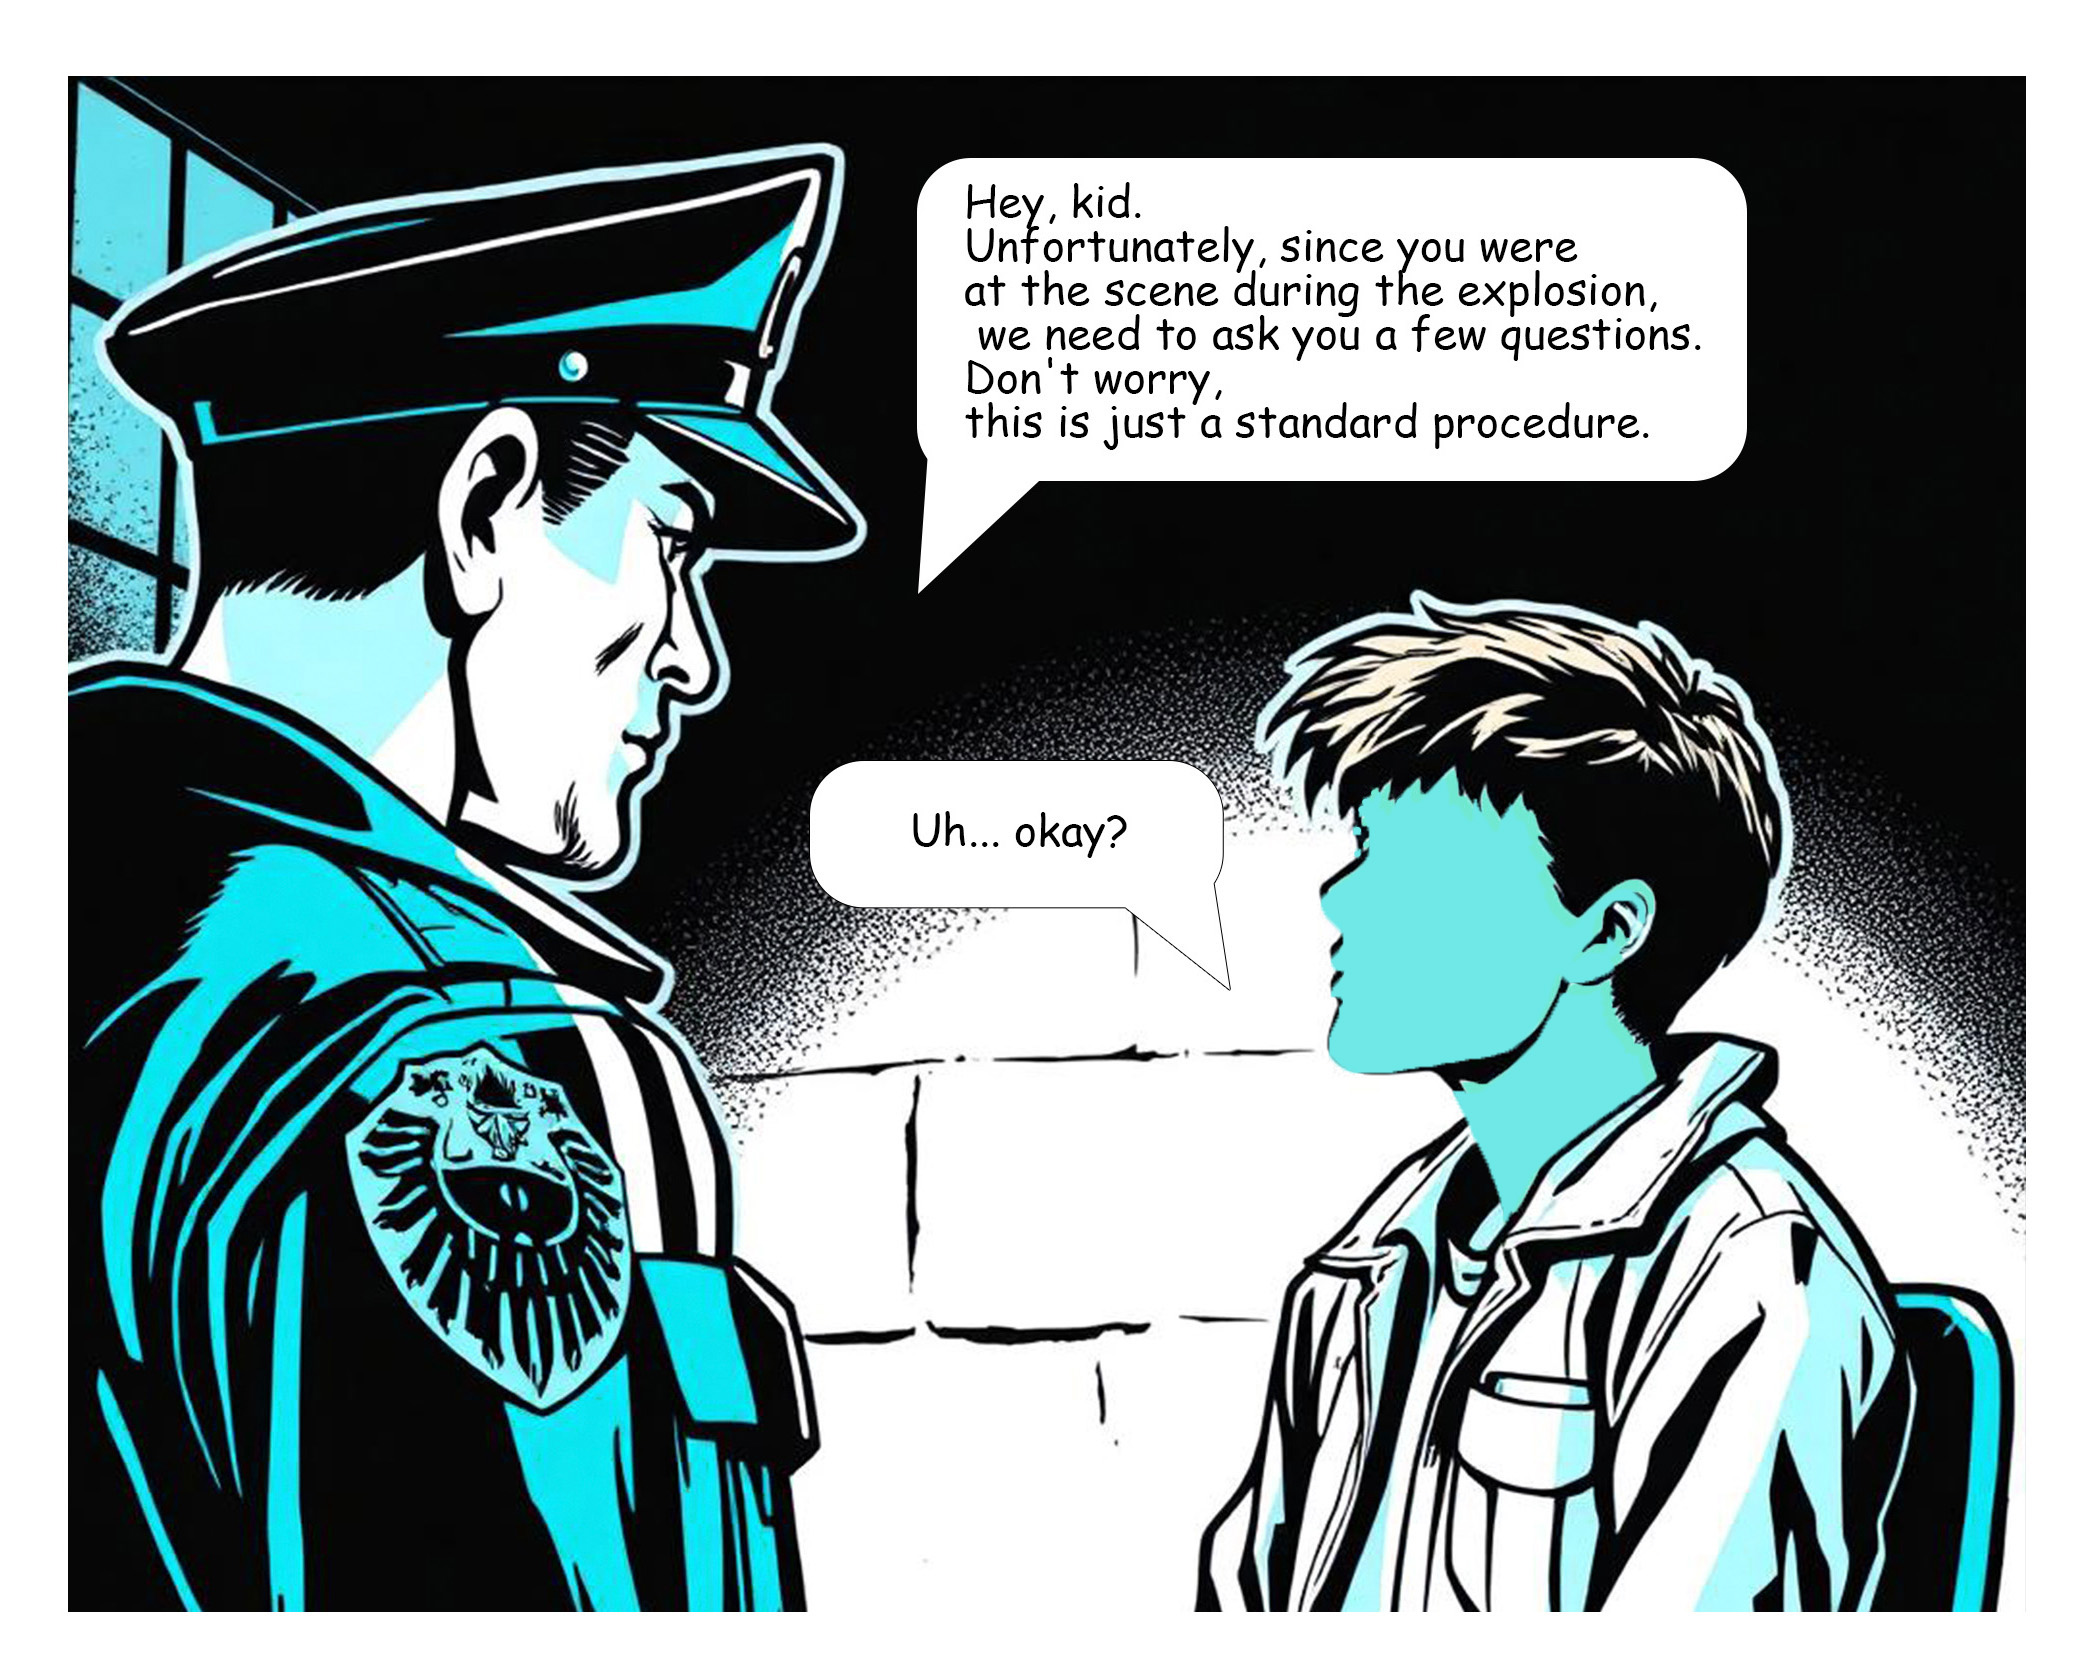 Hey, kid.
Unfortunately, since you were
at the scene during the explosion,
we need to ask you a few questions.
Don't worry,
this is just a standard procedure.
Uh... okay?